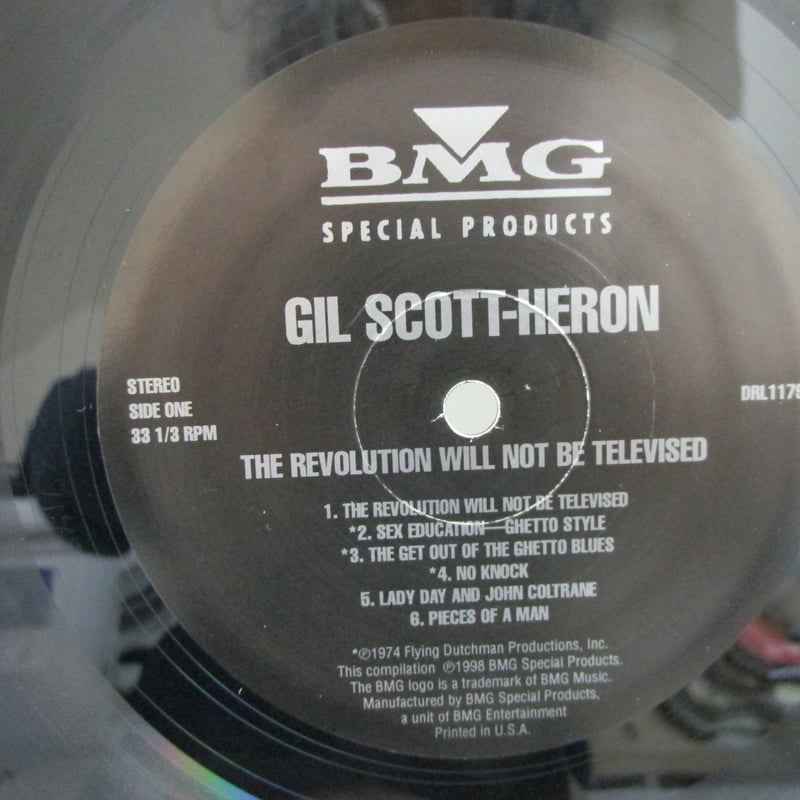 BMG
SPECIAL PRODUCTS
GIL SCOTT-HERON
STEREO
SIDE ONE
33 1/3 RPM
DRL1179
THE REVOLUTION WILL NOT BE TELEVISED
1. THE REVOLUTION WILL NOT BE TELEVISED
*2. SEX EDUCATION—GHETTO STYLE
*3. THE GET OUT OF THE GHETTO BLUES
*4. NO KNOCK
5. LADY DAY AND JOHN COLTRANE
6. PIECES OF A MAN
*℗1974 Flying Dutchman Productions, Inc.
This compilation ℗1998 BMG Special Products.
The BMG logo is a trademark of BMG Music.
Manufactured by BMG Special Products,
a unit of BMG Entertainment
Printed in U.S.A.